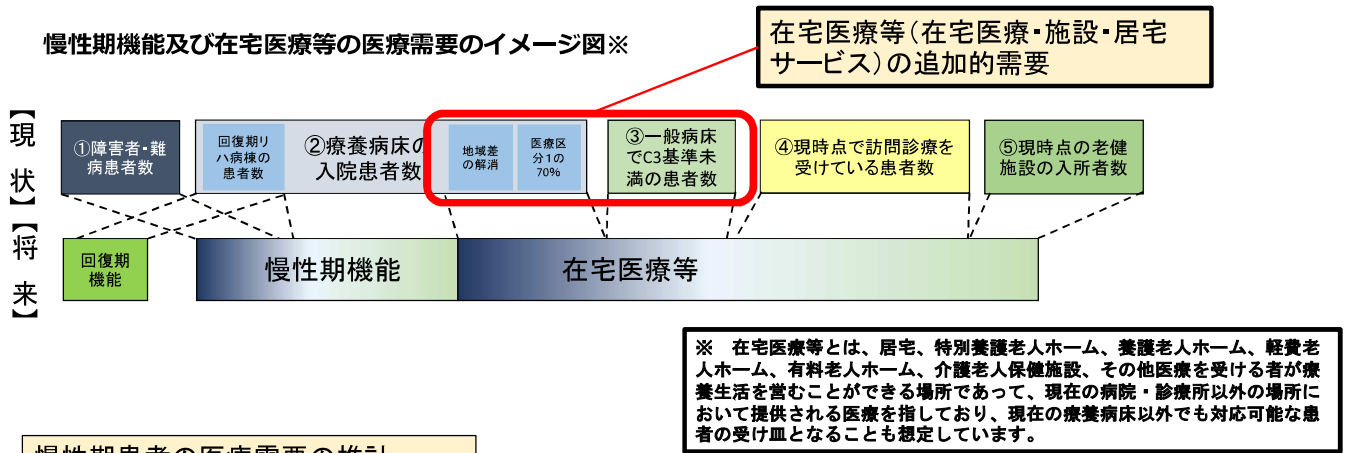 慢性期機能及び在宅医療等の医療需要のイメージ図※
在宅医療等(在宅医療・施設・居宅
サービス)の追加的需要
【現状】
①障害者・難
病患者数
回復期リ
ハ病棟の
患者数
②療養病床の
入院患者数
地域差
の解消
医療区
分1の
70%
③一般病床
でC3基準未
満の患者数
④現時点で訪問診療を
受けている患者数
⑤現時点の老健
施設の入所者数
【将来】
回復期
機能
慢性期機能
在宅医療等
※ 在宅医療等とは、居宅、特別養護老人ホーム、養護老人ホーム、軽費老
人ホーム、有料老人ホーム、介護老人保健施設、その他医療を受ける者が療
養生活を営むことができる場所であって、現在の病院・診療所以外の場所に
おいて提供される医療を指しており、現在の療養病床以外でも対応可能な患
者の受け皿となることも想定しています。
慢性期患者の医療需要の推計